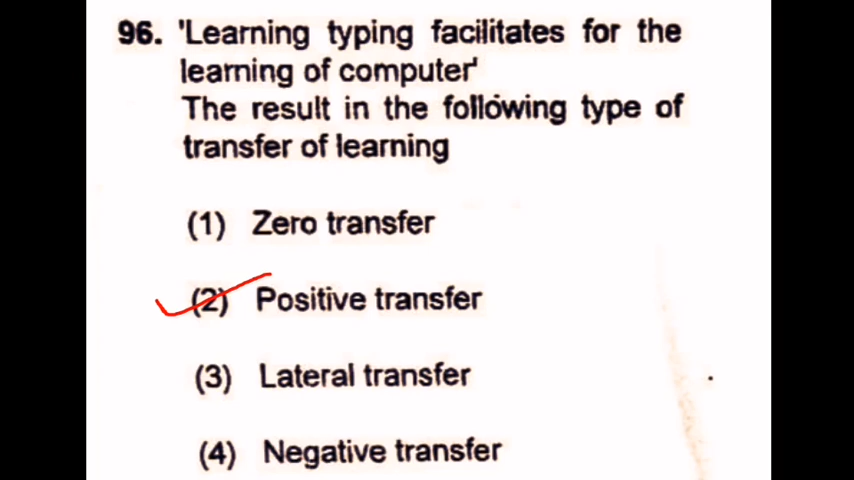 96. 'Learning typing facilitates for the
learning of computer'
The result in the following type of
transfer of learning
(1) Zero transfer
(2) Positive transfer
(3) Lateral transfer
(4) Negative transfer